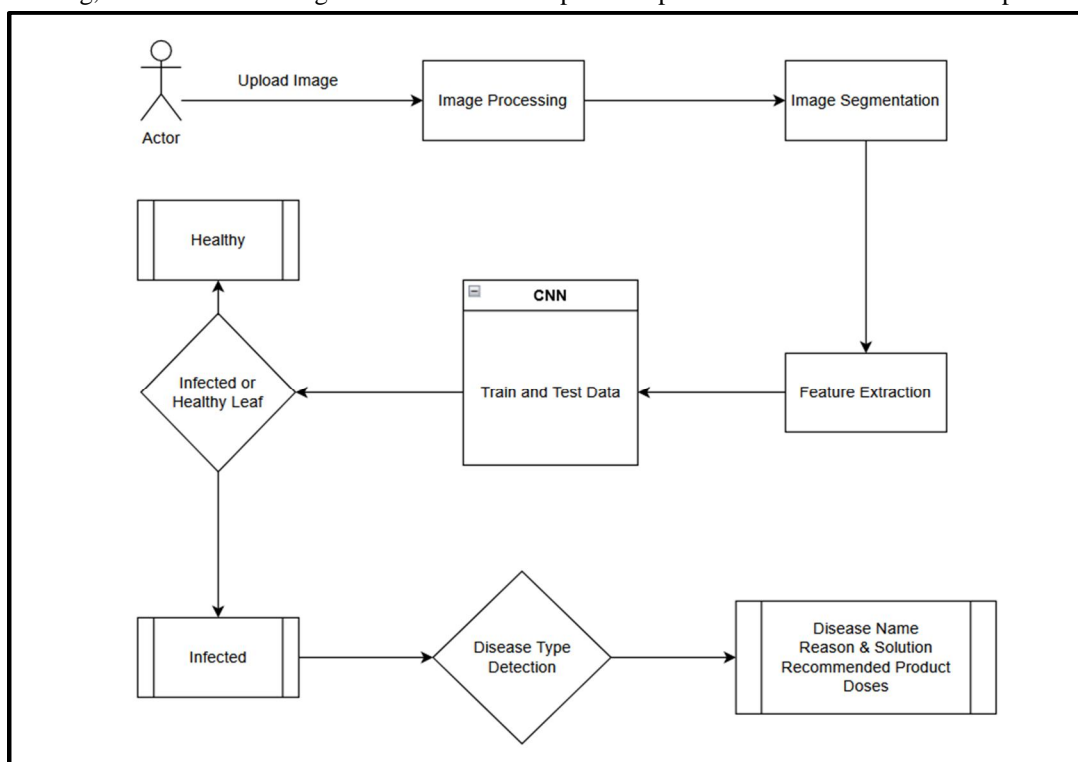 Upload Image
Actor
Image Processing
Image Segmentation
Healthy
CNN
Infected or
Healthy Leaf
Train and Test Data
Feature Extraction
Infected
Disease Type
Detection
Disease Name
Reason & Solution
Recommended Product
Doses